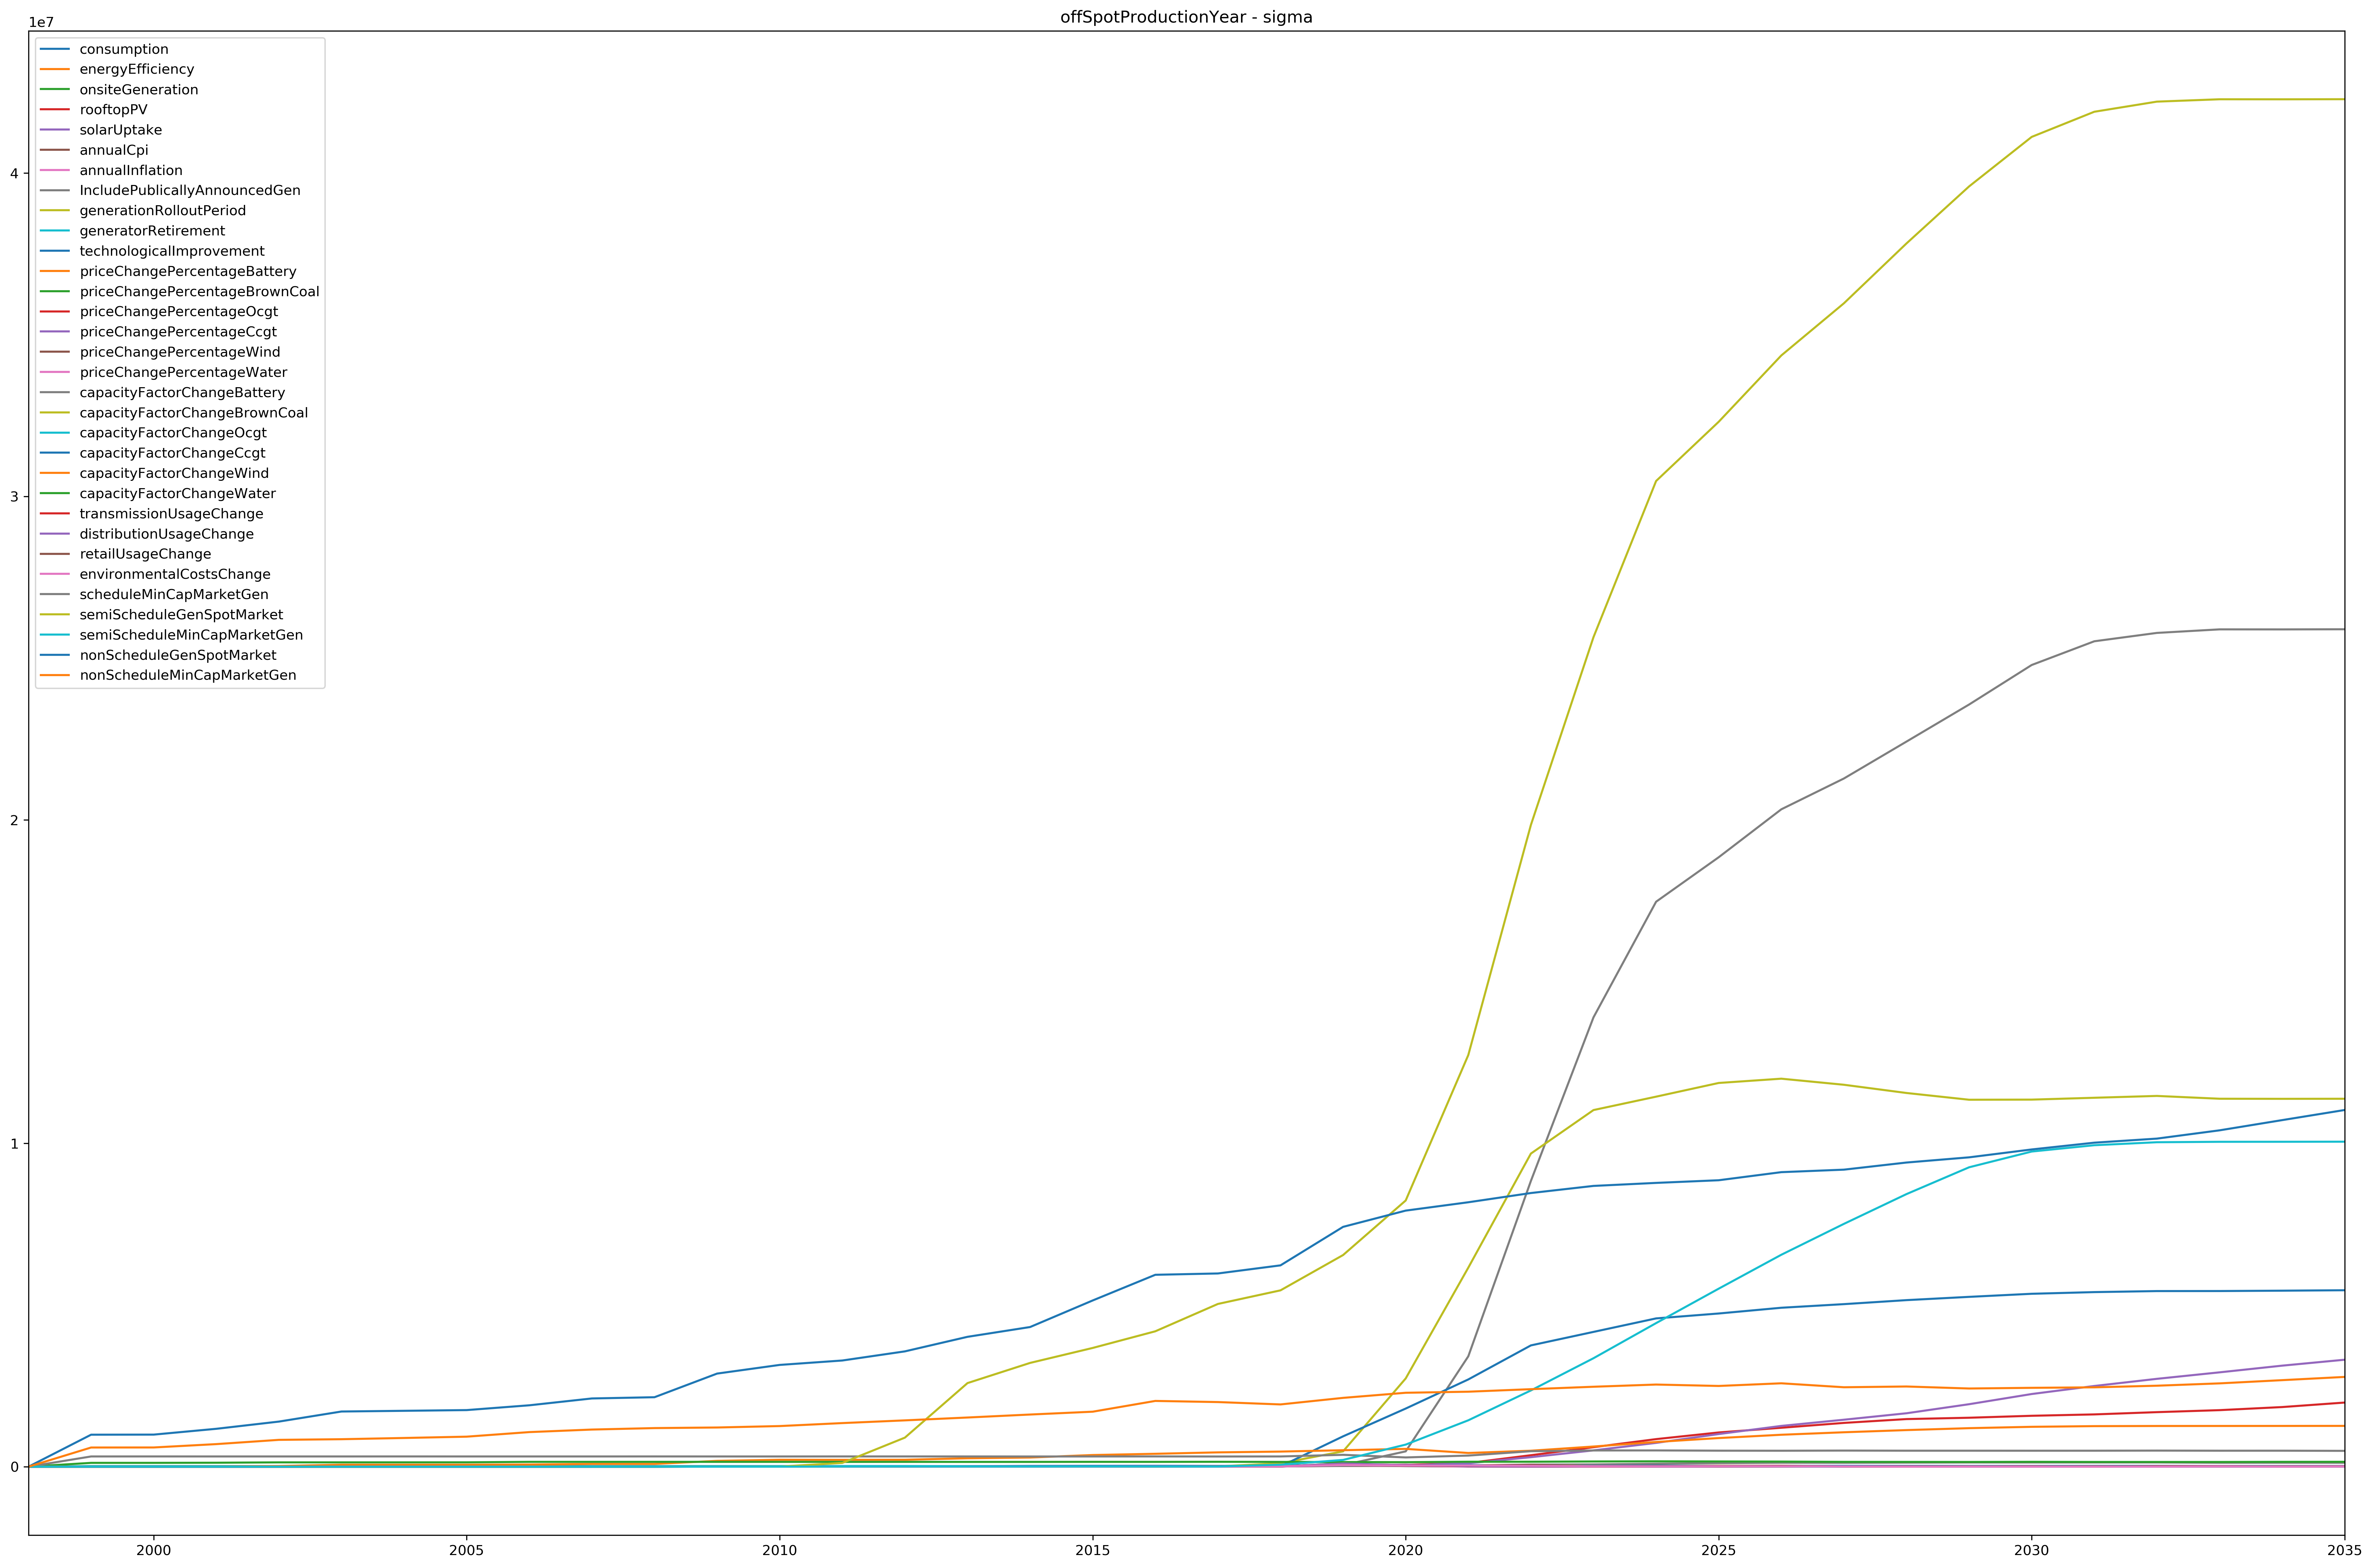 offSpotProductionYear - sigma
1e7
consumption
energyEfficiency
onsiteGeneration
rooftopPV
solarUptake
annualCpi
annualInflation
IncludePublicallyAnnouncedGen
generationRolloutPeriod
generatorRetirement
technologicalImprovement
priceChangePercentageBattery
priceChangePercentageBrownCoal
priceChangePercentageOcgt
priceChangePercentageCcgt
priceChangePercentageWind
priceChangePercentageWater
capacityFactorChangeBattery
capacityFactorChangeBrownCoal
capacityFactorChangeOcgt
capacityFactorChangeCcgt
capacityFactorChangeWind
capacityFactorChangeWater
transmissionUsageChange
distributionUsageChange
retailUsageChange
environmentalCostsChange
scheduleMinCapMarketGen
semiScheduleGenSpotMarket
semiScheduleMinCapMarketGen
nonScheduleGenSpotMarket
nonScheduleMinCapMarketGen
4
3
2
1
0
2000 2005 2010 2015 2020 2025 2030 2035